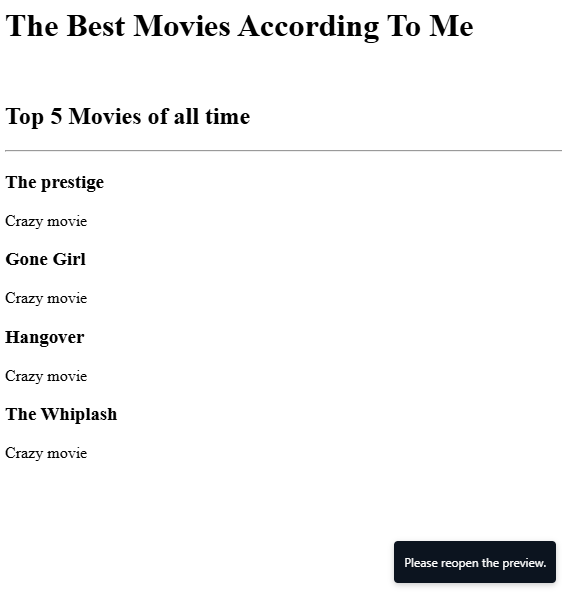 The Best Movies According To Me
Top 5 Movies of all time
The prestige
Crazy movie
Gone Girl
Crazy movie
Hangover
Crazy movie
The Whiplash
Crazy movie
Please reopen the preview.